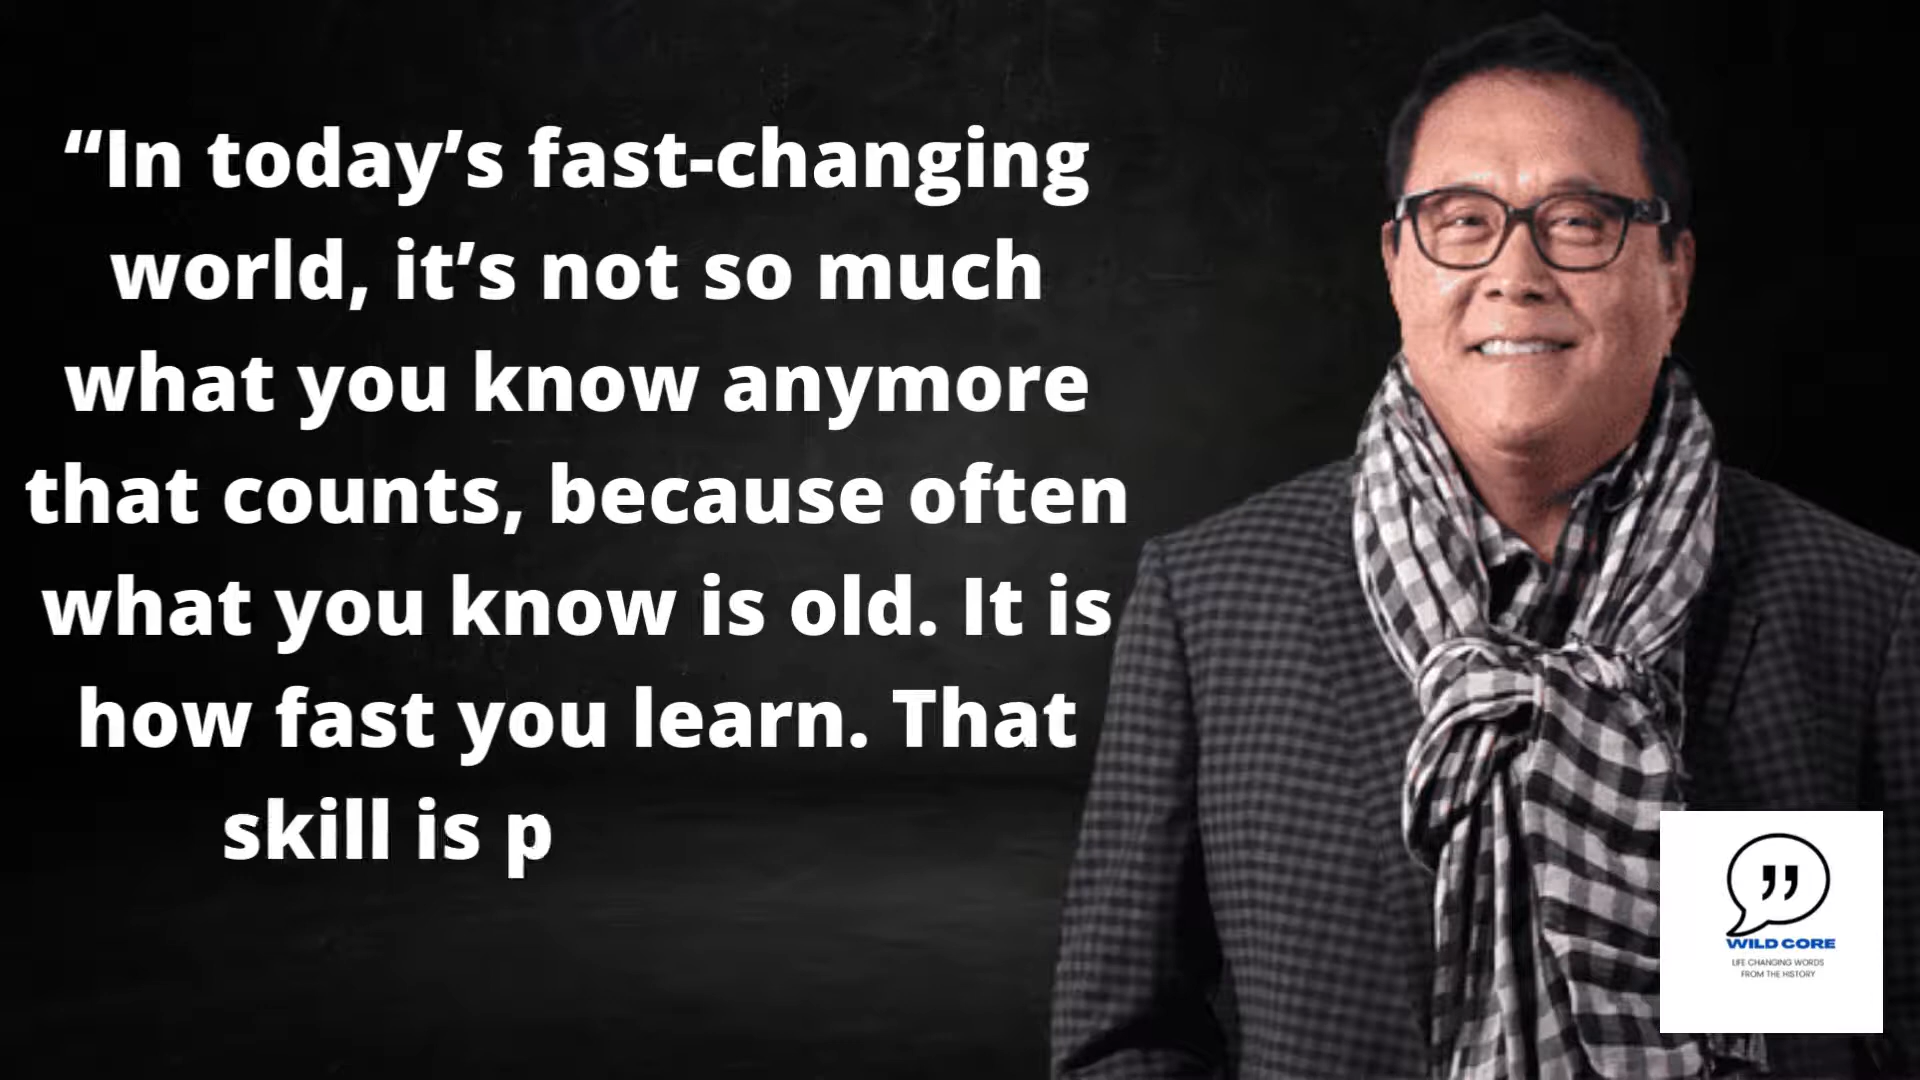 “In today’s fast-changing
world, it’s not so much
what you know anymore
that counts, because often
what you know is old. It is
how fast you learn. That
skill is p
”
WILD CORE
LIFE CHANGING WORDS
FROM THE HISTORY